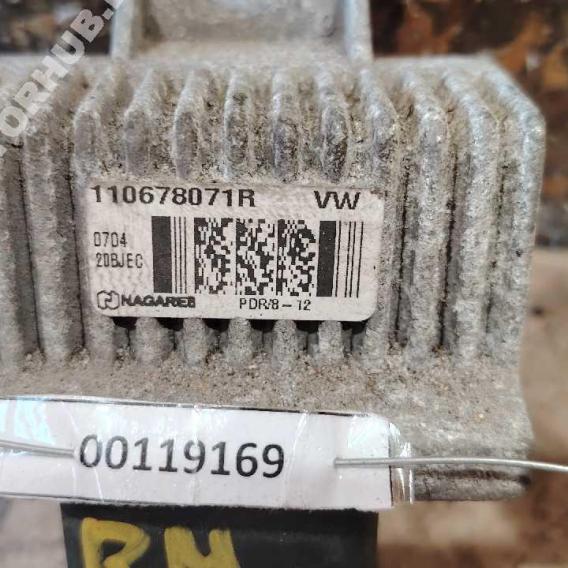 110678071R VW
0704
20BJEC
NAGARES PDR/8-12
00119169